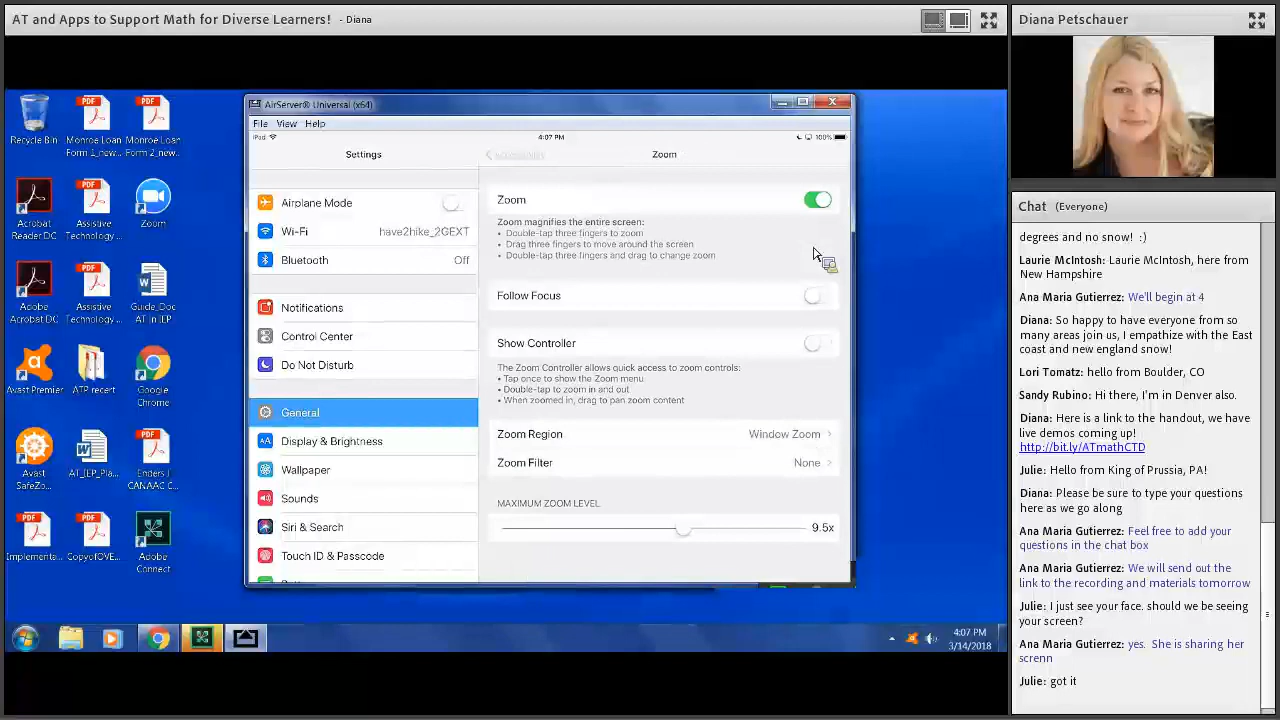 AT and Apps to Support Math for Diverse Learners! - Diana
Recycle Bin
Monroe Loan
Form 1_new...
Monroe Loan
Form 2_new...
Acrobat
Reader DC
Assistive
Technology ...
Zoom
Adobe
Acrobat DC
Assistive
Technology ...
Guide_Doc
AT in IEP
Avast Premier
ATP recert
Google
Chrome
Avast
SafeZo...
AT_IEP_Pla...
Enders J
CANAAC C...
Implementa...
CopyofOVE...
Adobe
Connect
AirServer® Universal (x64)
File View Help
iPad
4:07 PM
100%
Settings
Airplane Mode
Wi-Fi have2hike_2GEXT
Bluetooth Off
Notifications
Control Center
Do Not Disturb
General
Display & Brightness
Wallpaper
Sounds
Siri & Search
Touch ID & Passcode
Zoom
Zoom
Zoom magnifies the entire screen:
• Double-tap three fingers to zoom
• Drag three fingers to move around the screen
• Double-tap three fingers and drag to change zoom
Follow Focus
Show Controller
The Zoom Controller allows quick access to zoom controls:
• Tap once to show the Zoom menu
• Double-tap to zoom in and out
• When zoomed in, drag to pan zoom content
Zoom Region Window Zoom
Zoom Filter None
MAXIMUM ZOOM LEVEL
9.5x
4:07 PM
3/14/2018
Diana Petschauer
Chat (Everyone)
degrees and no snow! :)
Laurie McIntosh: Laurie McIntosh, here from
New Hampshire
Ana Maria Gutierrez: We'll begin at 4
Diana: So happy to have everyone from so
many areas join us, I empathize with the East
coast and new england snow!
Lori Tomatz: hello from Boulder, CO
Sandy Rubino: Hi there, I'm in Denver also.
Diana: Here is a link to the handout, we have
live demos coming up!
http://bit.ly/ATmathCTD
Julie: Hello from King of Prussia, PA!
Diana: Please be sure to type your questions
here as we go along
Ana Maria Gutierrez: Feel free to add your
questions in the chat box
Ana Maria Gutierrez: We will send out the
link to the recording and materials tomorrow
Julie: I just see your face. should we be seeing
your screen?
Ana Maria Gutierrez: yes. She is sharing her
screnn
Julie: got it